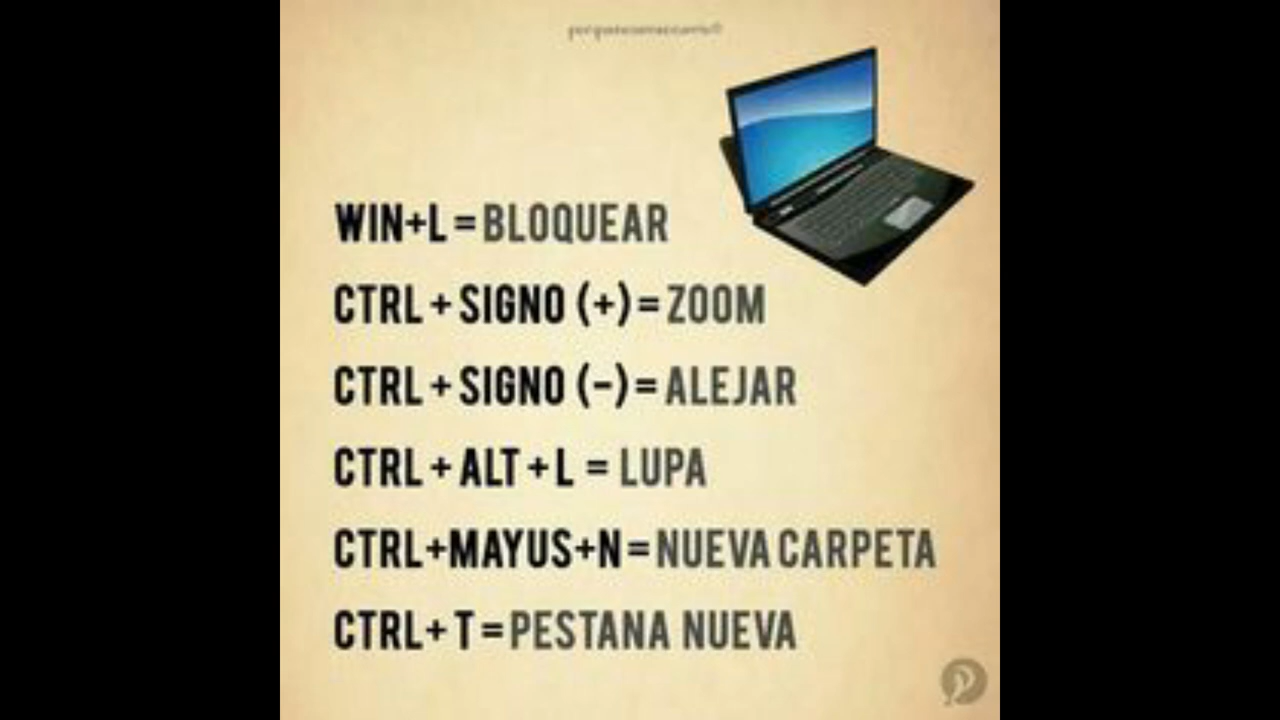 WIN+L = BLOQUEAR
CTRL + SIGNO (+) = ZOOM
CTRL + SIGNO (-) = ALEJAR
CTRL + ALT + L = LUPA
CTRL+MAYUS+N = NUEVA CARPETA
CTRL+ T = PESTANA NUEVA